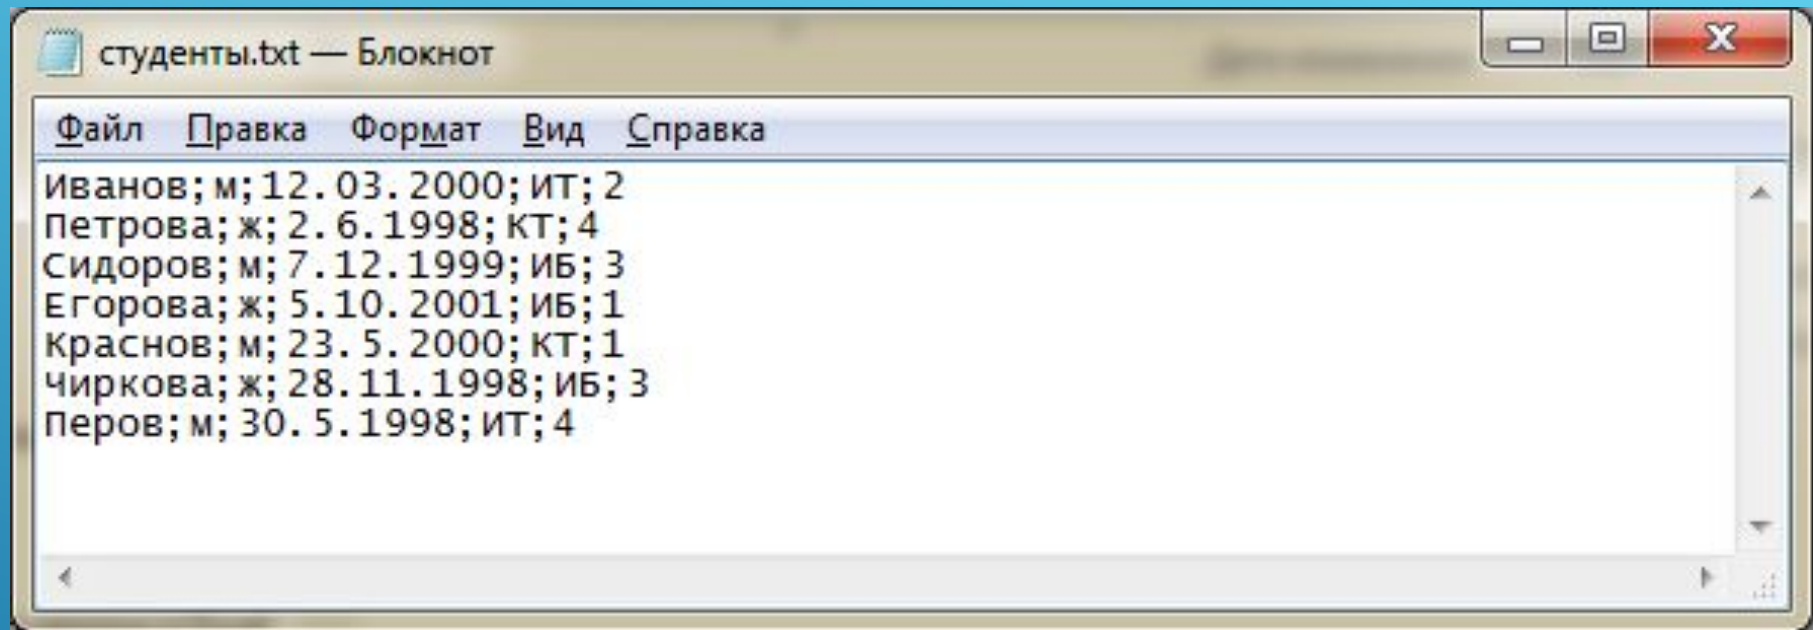 студенты.txt — Блокнот
Файл Правка Формат Вид Справка
Иванов;м;12.03.2000;ИТ;2
Петрова;ж;2.6.1998;КТ;4
Сидоров;м;7.12.1999;ИБ;3
Егорова;ж;5.10.2001;ИБ;1
Краснов;м;23.5.2000;КТ;1
Чиркова;ж;28.11.1998;ИБ;3
Перов;м;30.5.1998;ИТ;4